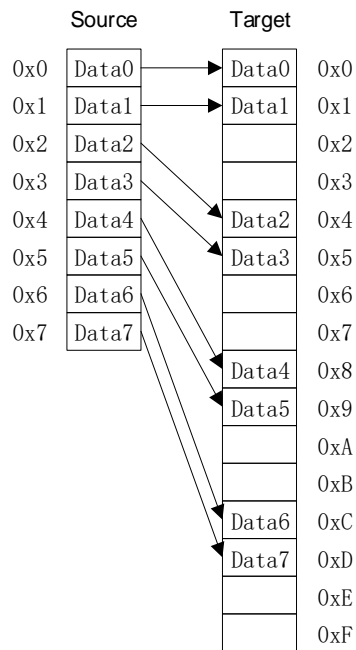 Source Target
0x0 Data0 Data0 0x0
0x1 Data1 Data1 0x1
0x2 Data2 0x2
0x3 Data3 0x3
0x4 Data4 Data2 0x4
0x5 Data5 Data3 0x5
0x6 Data6 0x6
0x7 Data7 0x7
Data4 0x8
Data5 0x9
0xA
0xB
Data6 0xC
Data7 0xD
0xE
0xF